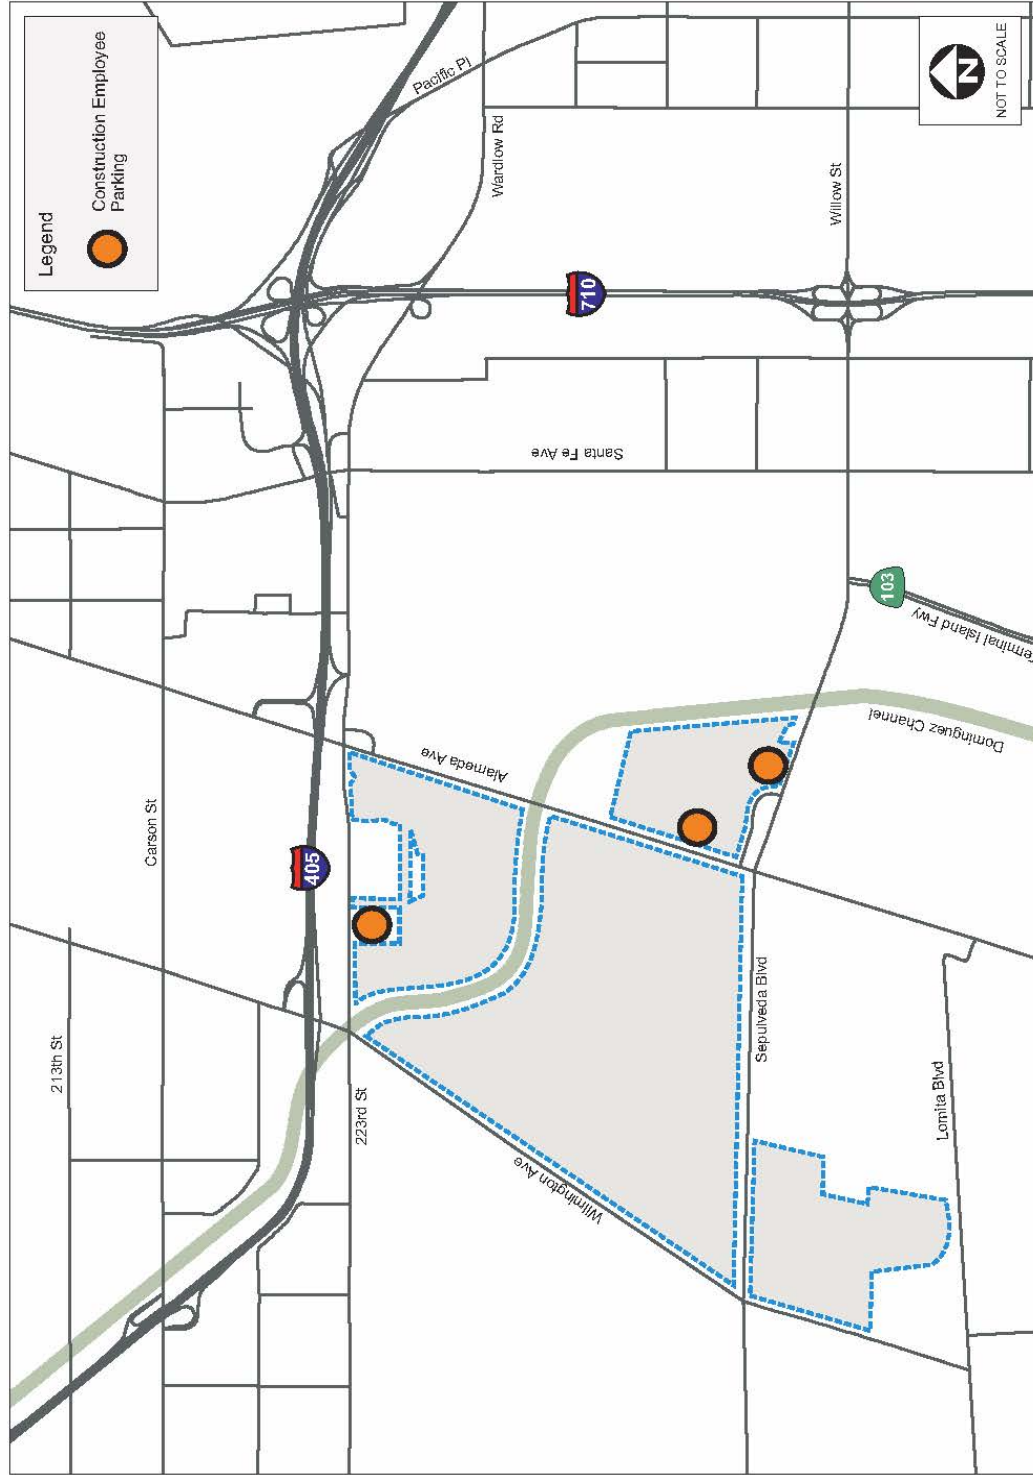 Legend
Construction Employee
Parking
N
NOT TO SCALE
213th St
Carson St
405
223rd St
Pacific Pl
Wardlow Rd
710
Willow St
Santa Fe Ave
Alameda Ave
103
Terminal Island Fwy
Dominguez Channel
Wilmington Ave
Sepulveda Blvd
Lomita Blvd